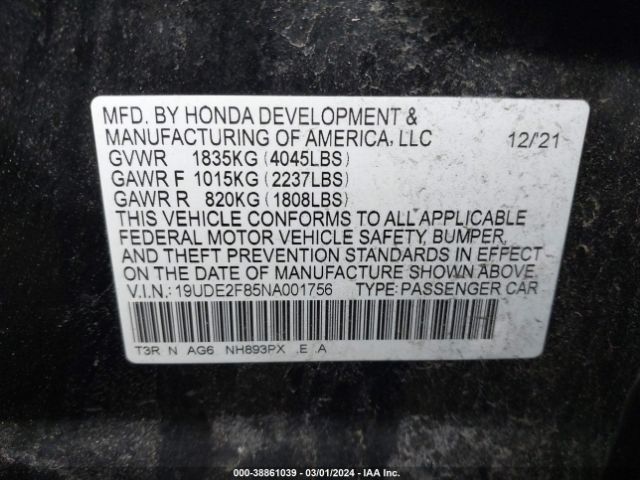 MFD. BY HONDA DEVELOPMENT &
MANUFACTURING OF AMERICA, LLC 12/'21
GVWR 1835KG (4045LBS)
GAWR F 1015KG (2237LBS)
GAWR R 820KG (1808LBS)
THIS VEHICLE CONFORMS TO ALL APPLICABLE
FEDERAL MOTOR VEHICLE SAFETY, BUMPER,
AND THEFT PREVENTION STANDARDS IN EFFECT
ON THE DATE OF MANUFACTURE SHOWN ABOVE.
V.I.N.: 19UDE2F85NA001756 TYPE: PASSENGER CAR
T3R N AG6 NH893PX .E .A
000-38861039 - 03/01/2024 - IAA Inc.